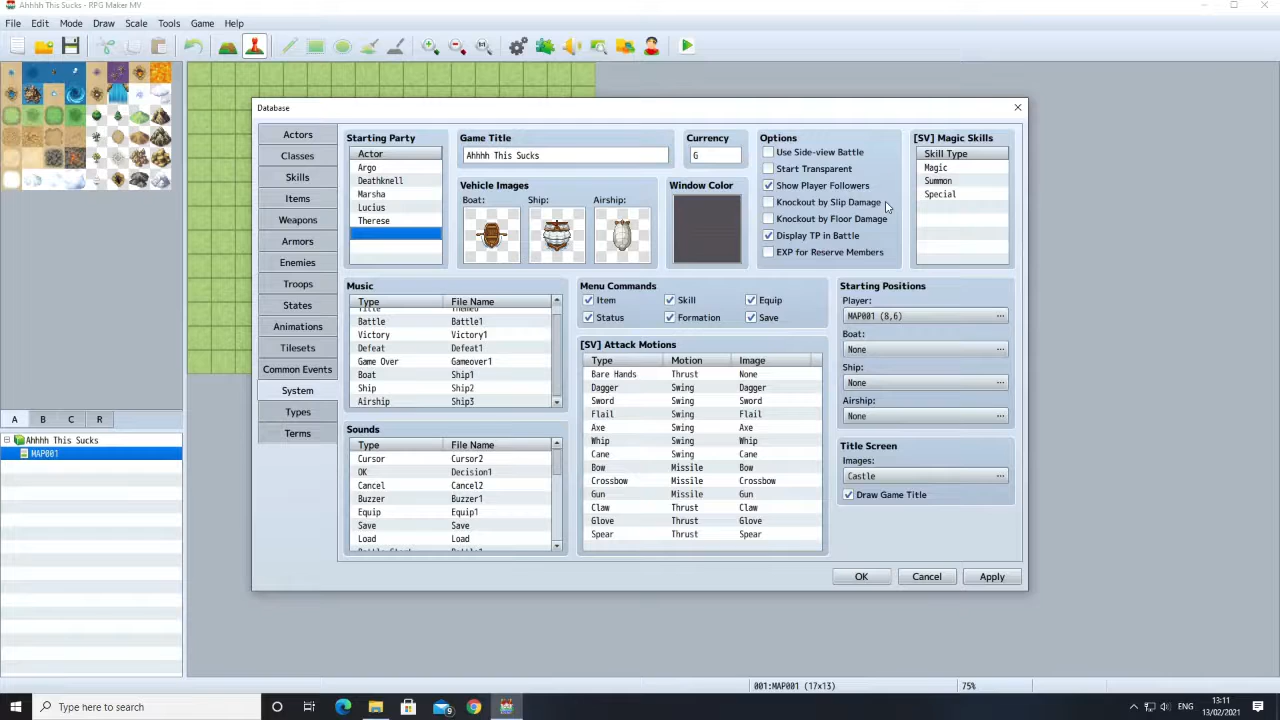 Ahhhh This Sucks - RPG Maker MV
File Edit Mode Draw Scale Tools Game Help
Database
Actors
Classes
Skills
Items
Weapons
Armors
Enemies
Troops
States
Animations
Tilesets
Common Events
System
Types
Terms
Starting Party
Actor
Argo
Deathknell
Marsha
Lucius
Therese
Game Title
Ahhhh This Sucks
Currency
G
Vehicle Images
Boat: Ship: Airship:
Window Color
Options
Use Side-view Battle
Start Transparent
Show Player Followers
Knockout by Slip Damage
Knockout by Floor Damage
Display TP in Battle
EXP for Reserve Members
[SV] Magic Skills
Skill Type
Magic
Summon
Special
Music
Type File Name
Title Theme6
Battle Battle1
Victory Victory1
Defeat Defeat1
Game Over Gameover1
Boat Ship1
Ship Ship2
Airship Ship3
Sounds
Type File Name
Cursor Cursor2
OK Decision1
Cancel Cancel2
Buzzer Buzzer1
Equip Equip1
Save Save
Load Load
Menu Commands
Item Skill Equip
Status Formation Save
[SV] Attack Motions
Type Motion Image
Bare Hands Thrust None
Dagger Swing Dagger
Sword Swing Sword
Flail Swing Flail
Axe Swing Axe
Whip Swing Whip
Cane Swing Cane
Bow Missile Bow
Crossbow Missile Crossbow
Gun Missile Gun
Claw Thrust Claw
Glove Thrust Glove
Spear Thrust Spear
Starting Positions
Player:
MAP001 (8,6) ...
Boat:
None ...
Ship:
None ...
Airship:
None ...
Title Screen
Images:
Castle ...
Draw Game Title
OK Cancel Apply
A B C R
Ahhhh This Sucks
MAP001
001:MAP001 (17×13) 75%
Type here to search
9
ENG
13:11
13/02/2021